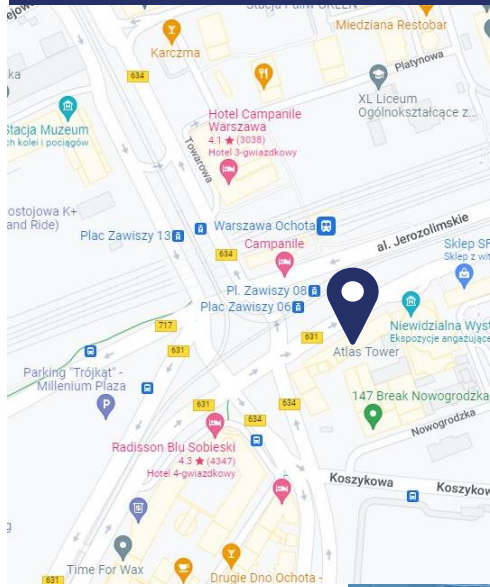 Miedziana Restobar
Karczma
634
Platynowa
XL Liceum
Ogólnokształcące z...
Hotel Campanile
Warszawa
4.1 ★ (3038)
Hotel 3-gwiazdkowy
Stacja Muzeum
ch kolei i pociągów
Towarowa
ostojowa K+
and Ride)
Plac Zawiszy 13
Warszawa Ochota
634
Campanile
al. Jerozolimskie
Sklep SF
Sklep z wit
Pl. Zawiszy 08
Plac Zawiszy 06
717
631
Niewidzialna Wyst
Ekspozycje angażujące
631
Atlas Tower
Parking "Trójkąt" -
Millenium Plaza
147 Break Nowogrodzka
631
634
634
Nowogrodzka
Radisson Blu Sobieski
4.3 ★ (4347)
Hotel 4-gwiazdkowy
Koszykowa
Koszykow
Time For Wax
631
Drugie Dno Ochota -